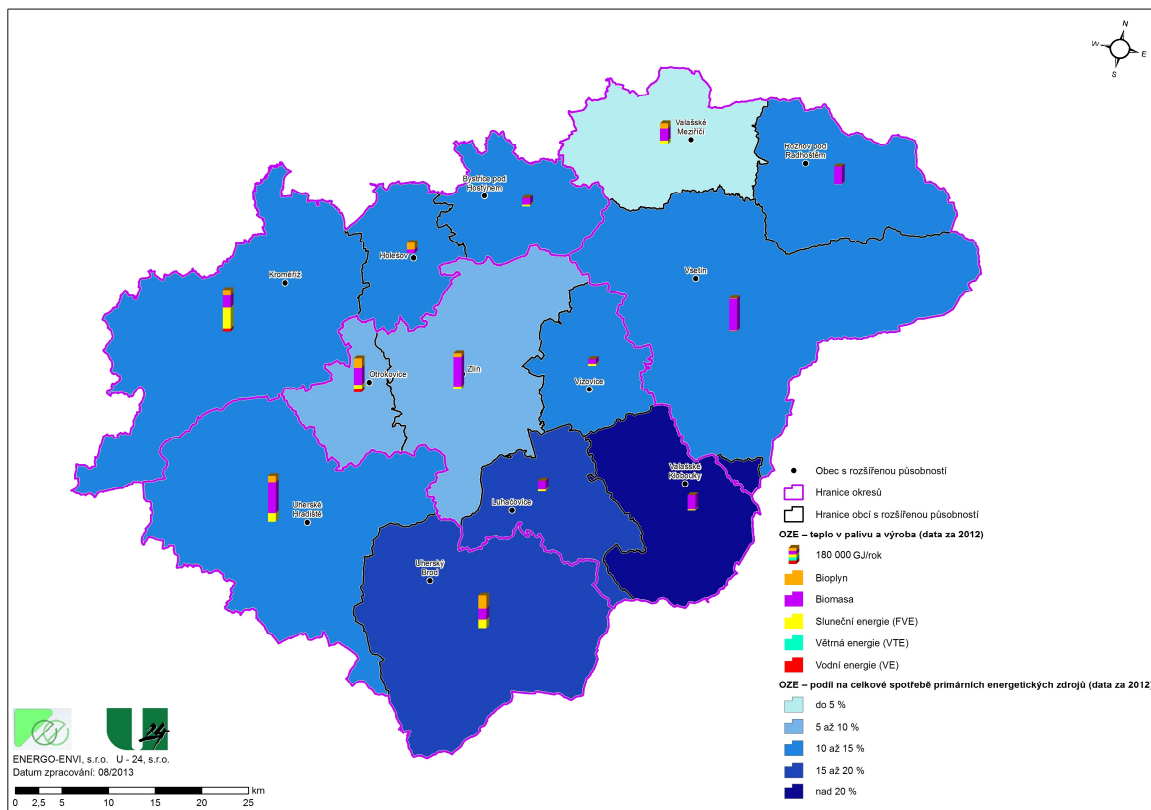 N
W
E
S
Valašské
Meziříčí
Rožnov pod
Radhoštěm
Bystřice pod
Hostýnem
Holešov
Kroměříž
Vsetín
Otrokovice
Zlín
Vizovice
Valašské
Klobouky
Luhačovice
Uherské
Hradiště
Uherský
Brod
Obec s rozšířenou působností
Hranice okresů
Hranice obcí s rozšířenou působností
OZE – teplo v palivu a výroba (data za 2012)
180 000 GJ/rok
Bioplyn
Biomasa
Sluneční energie (FVE)
Větrná energie (VTE)
Vodní energie (VE)
OZE – podíl na celkové spotřebě primárních energetických zdrojů (data za 2012)
do 5 %
5 až 10 %
10 až 15 %
15 až 20 %
nad 20 %
U 24
ENERGO-ENVI, s.r.o. U - 24, s.r.o.
Datum zpracování: 08/2013
km
0 2,5 5 10 15 20 25